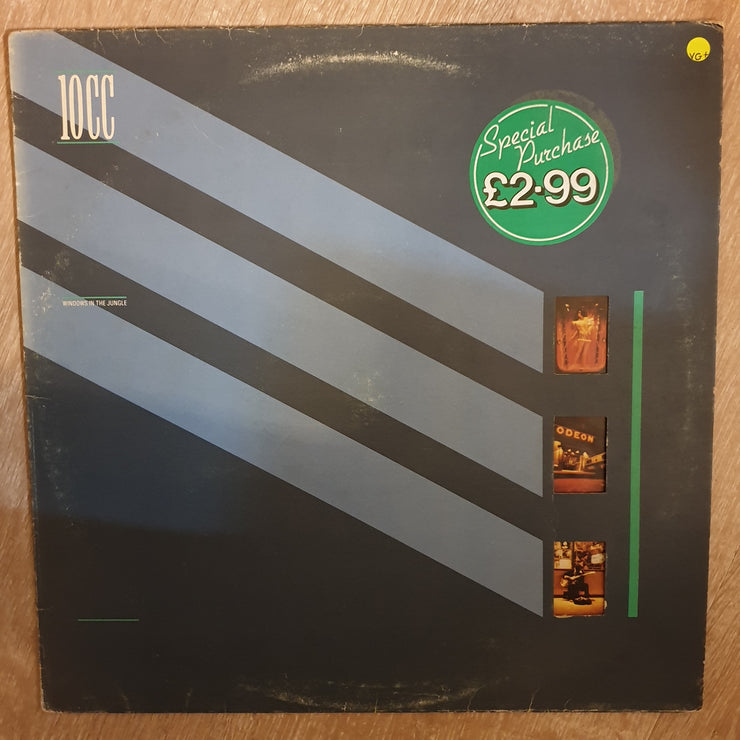 10CC
VG+
Special
Purchase
£2·99
WINDOWS IN THE JUNGLE
ODEON